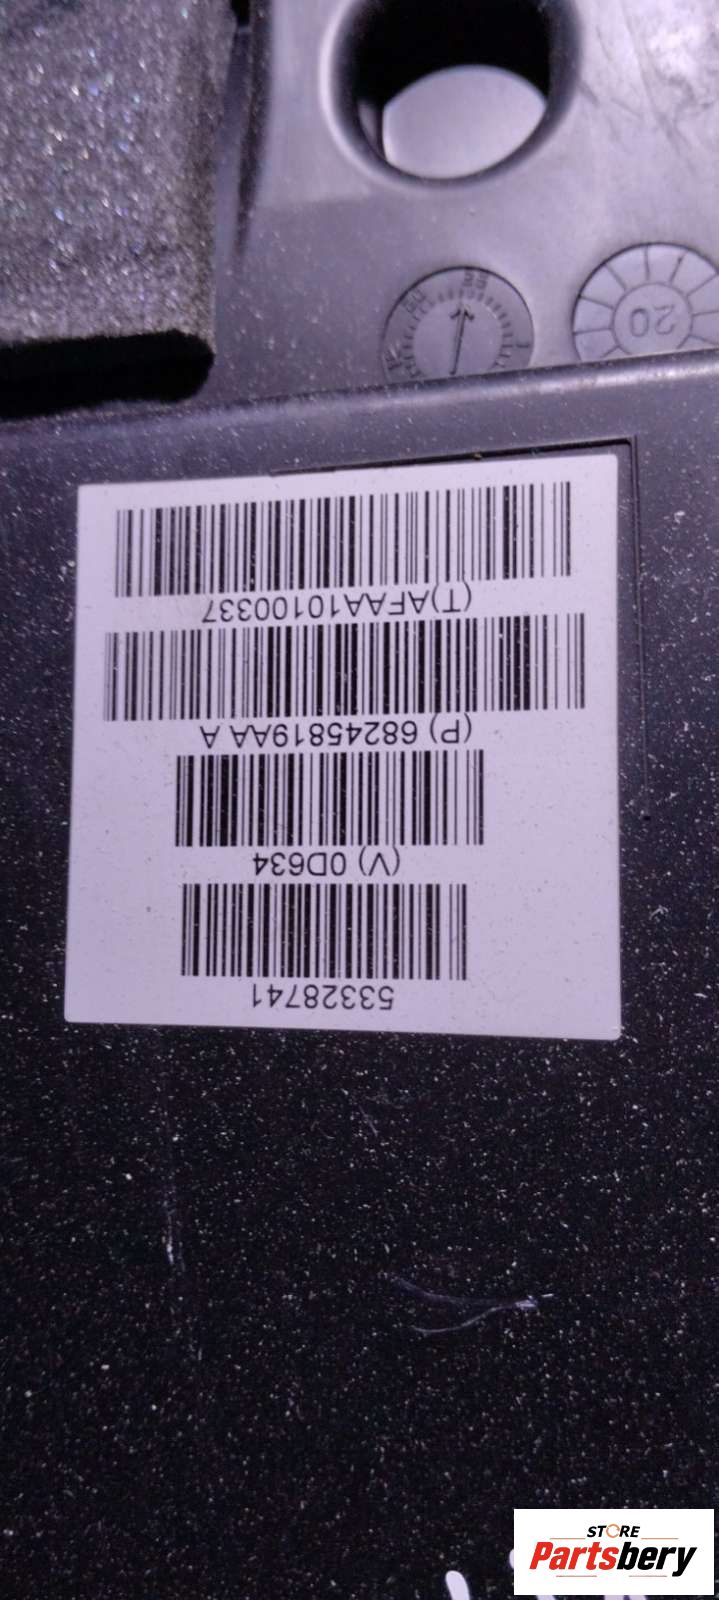 53328741
(V) 0D634
(P) 68245819AA A
(T)AFAA10100337
20
STORE
Partsbery